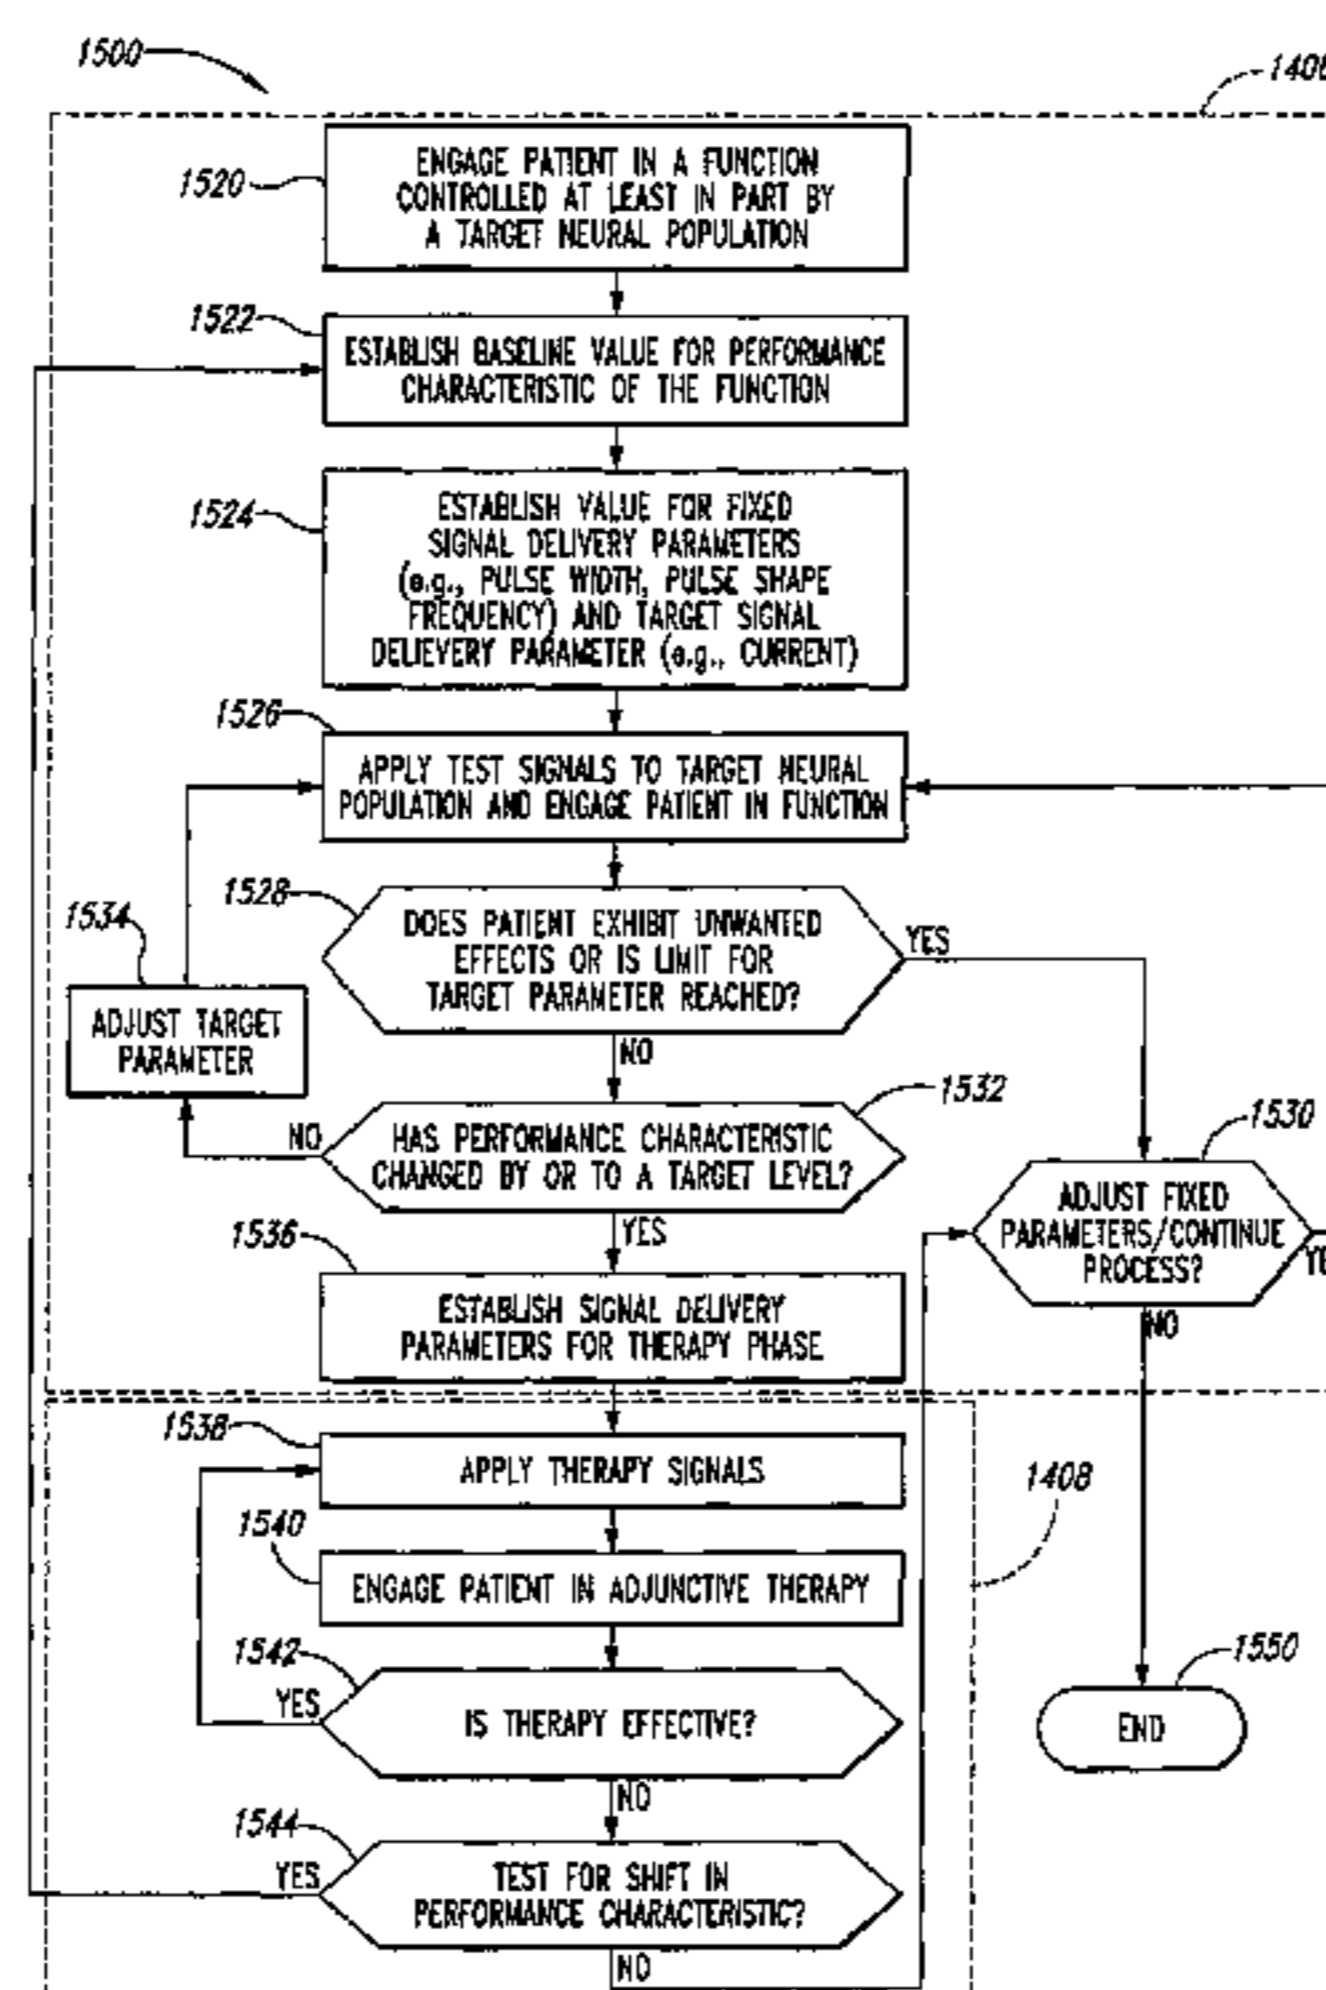 1500
1406
1520
ENGAGE PATIENT IN A FUNCTION
CONTROLLED AT LEAST IN PART BY
A TARGET NEURAL POPULATION
1522
ESTABLISH BASELINE VALUE FOR PERFORMANCE
CHARACTERISTIC OF THE FUNCTION
1524
ESTABLISH VALUE FOR FIXED
SIGNAL DELIVERY PARAMETERS
(e.g., PULSE WIDTH, PULSE SHAPE
FREQUENCY) AND TARGET SIGNAL
DELIEVERY PARAMETER (e.g., CURRENT)
1526
APPLY TEST SIGNALS TO TARGET NEURAL
POPULATION AND ENGAGE PATIENT IN FUNCTION
1528
DOES PATIENT EXHIBIT UNWANTED
EFFECTS OR IS LIMIT FOR
TARGET PARAMETER REACHED?
YES
NO
1534
ADJUST TARGET
PARAMETER
1532
HAS PERFORMANCE CHARACTERISTIC
CHANGED BY OR TO A TARGET LEVEL?
NO
YES
1530
ADJUST FIXED
PARAMETERS/CONTINUE
PROCESS?
YE
NO
1536
ESTABLISH SIGNAL DELIVERY
PARAMETERS FOR THERAPY PHASE
1538
APPLY THERAPY SIGNALS
1408
1540
ENGAGE PATIENT IN ADJUNCTIVE THERAPY
1542
IS THERAPY EFFECTIVE?
YES
NO
1550
END
1544
TEST FOR SHIFT IN
PERFORMANCE CHARACTERISTIC?
YES
NO